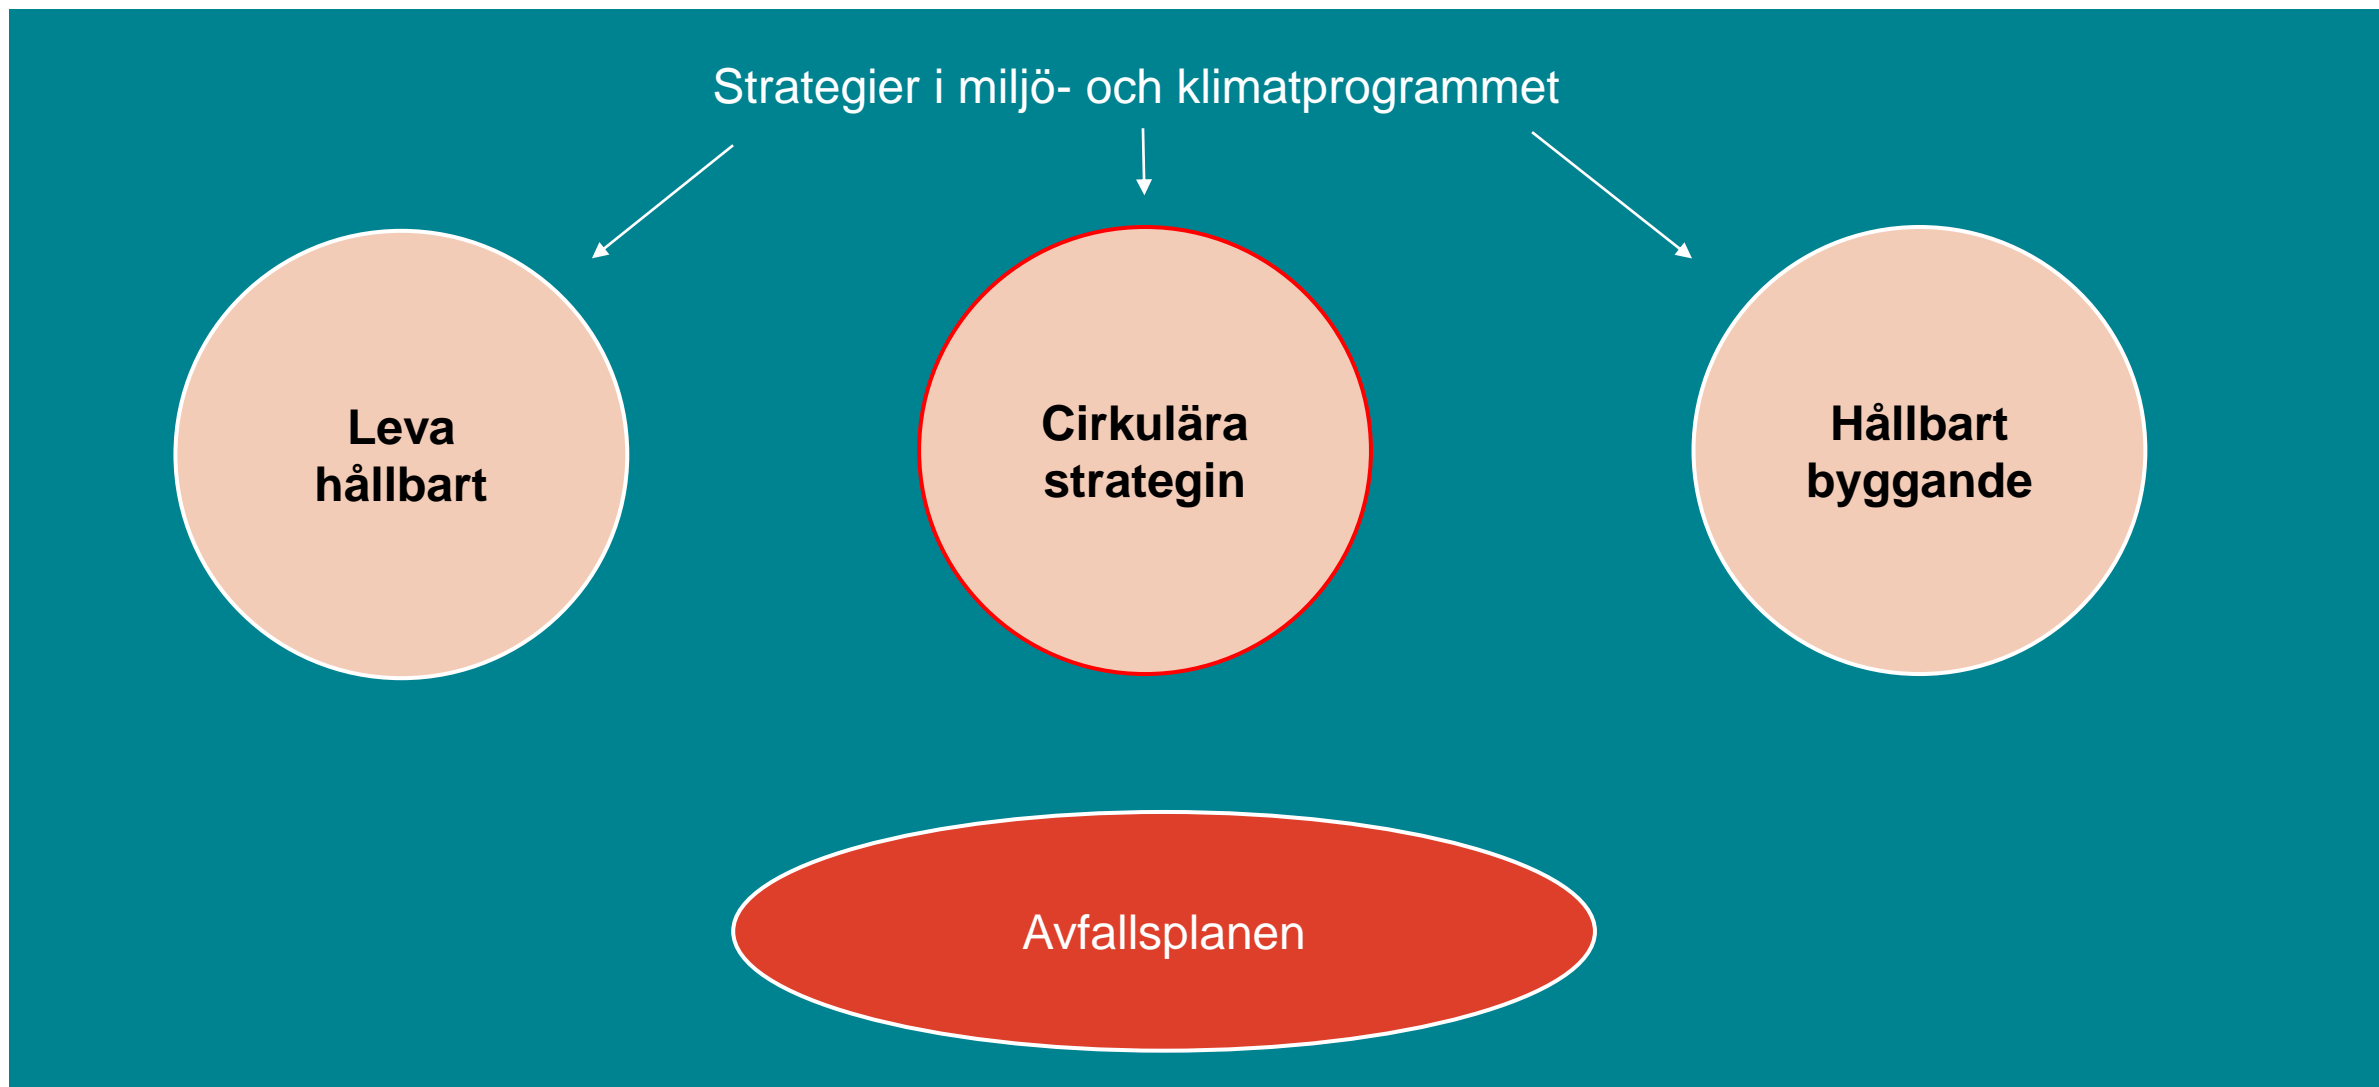 Strategier i miljö- och klimatprogrammet
Leva
hållbart
Cirkulära
strategin
Hållbart
byggande
Avfallsplanen